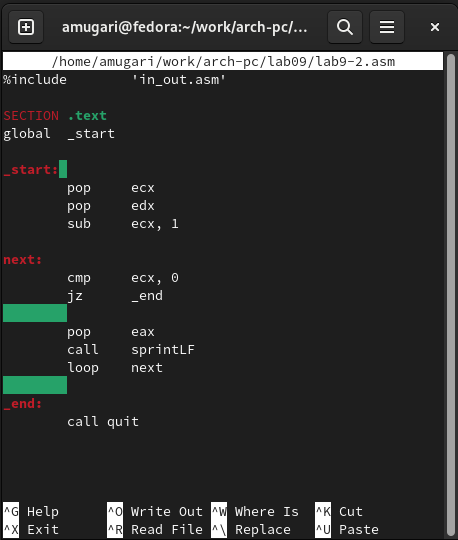 amugari@fedora:~/work/arch-pc/...
/home/amugari/work/arch-pc/lab09/lab9-2.asm
%include        'in_out.asm'
SECTION .text
global  _start
_start:
        pop     ecx
        pop     edx
        sub     ecx, 1
next:
        cmp     ecx, 0
        jz      _end
        pop     eax
        call    sprintLF
        loop    next
_end:
        call quit
^G Help      ^O Write Out ^W Where Is  ^K Cut
^X Exit      ^R Read File ^\ Replace   ^U Paste